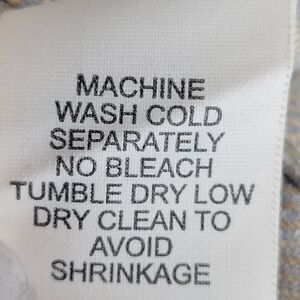 MACHINE
WASH COLD
SEPARATELY
NO BLEACH
TUMBLE DRY LOW
DRY CLEAN TO
AVOID
SHRINKAGE